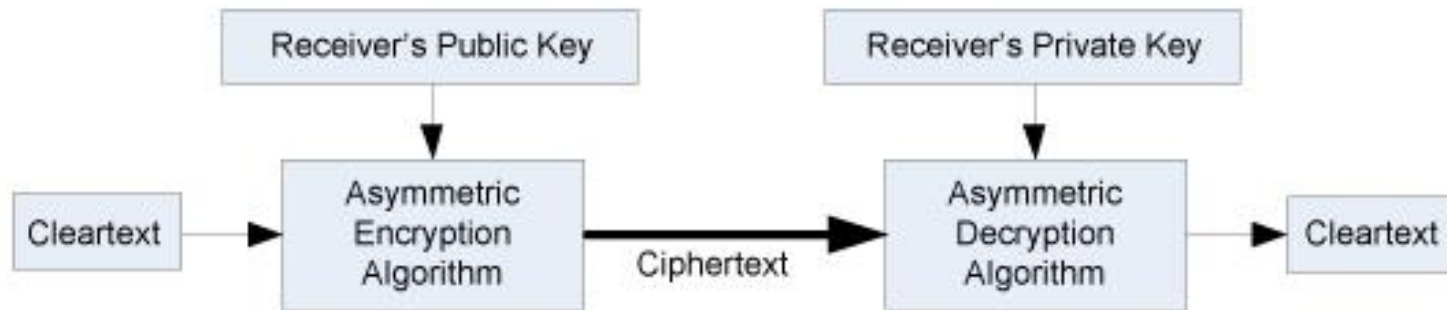 Receiver's Public Key
Receiver's Private Key
Cleartext
Asymmetric
Encryption
Algorithm
Ciphertext
Asymmetric
Decryption
Algorithm
Cleartext